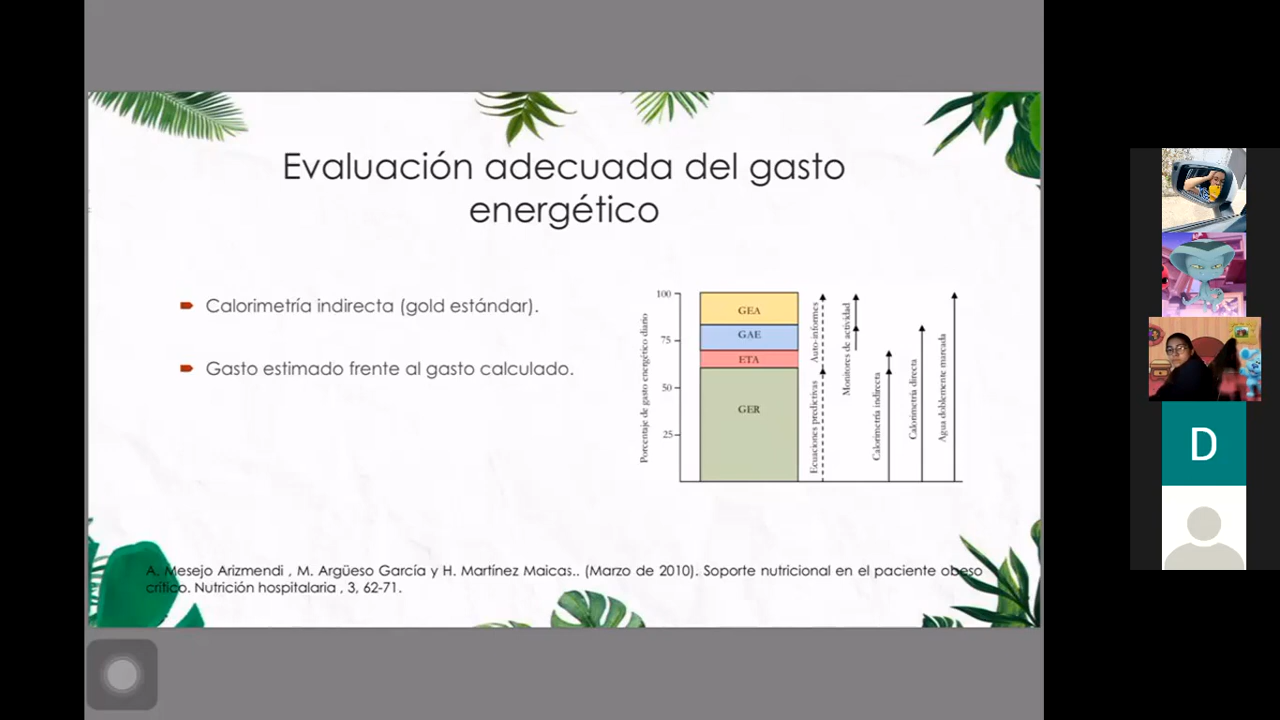 Evaluación adecuada del gasto
energético
Calorimetría indirecta (gold estándar).
Gasto estimado frente al gasto calculado.
Porcentaje de gasto energético diario
100
75
50
25
GEA
GAE
ETA
GER
Ecuaciones predictivas
Auto-informes
Monitores de actividad
Calorimetría indirecta
Calorimetría directa
Agua doblemente marcada
A. Mesejo Arizmendi , M. Argüeso García y H. Martínez Maicas.. (Marzo de 2010). Soporte nutricional en el paciente obeso
crítico. Nutrición hospitalaria , 3, 62-71.
D